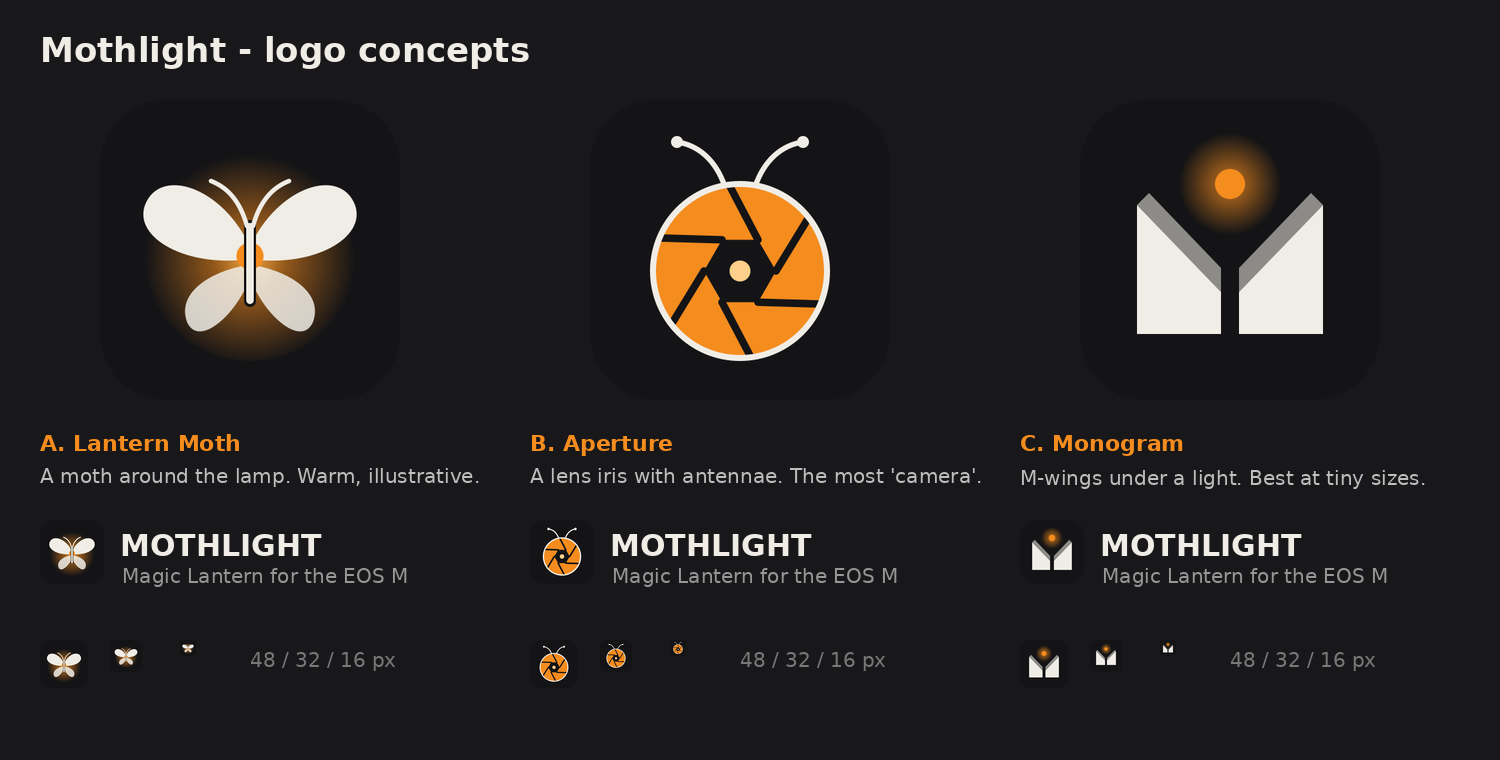 Mothlight - logo concepts
A. Lantern Moth
A moth around the lamp. Warm, illustrative.
MOTHLIGHT
Magic Lantern for the EOS M
48 / 32 / 16 px
B. Aperture
A lens iris with antennae. The most 'camera'.
MOTHLIGHT
Magic Lantern for the EOS M
48 / 32 / 16 px
C. Monogram
M-wings under a light. Best at tiny sizes.
MOTHLIGHT
Magic Lantern for the EOS M
48 / 32 / 16 px